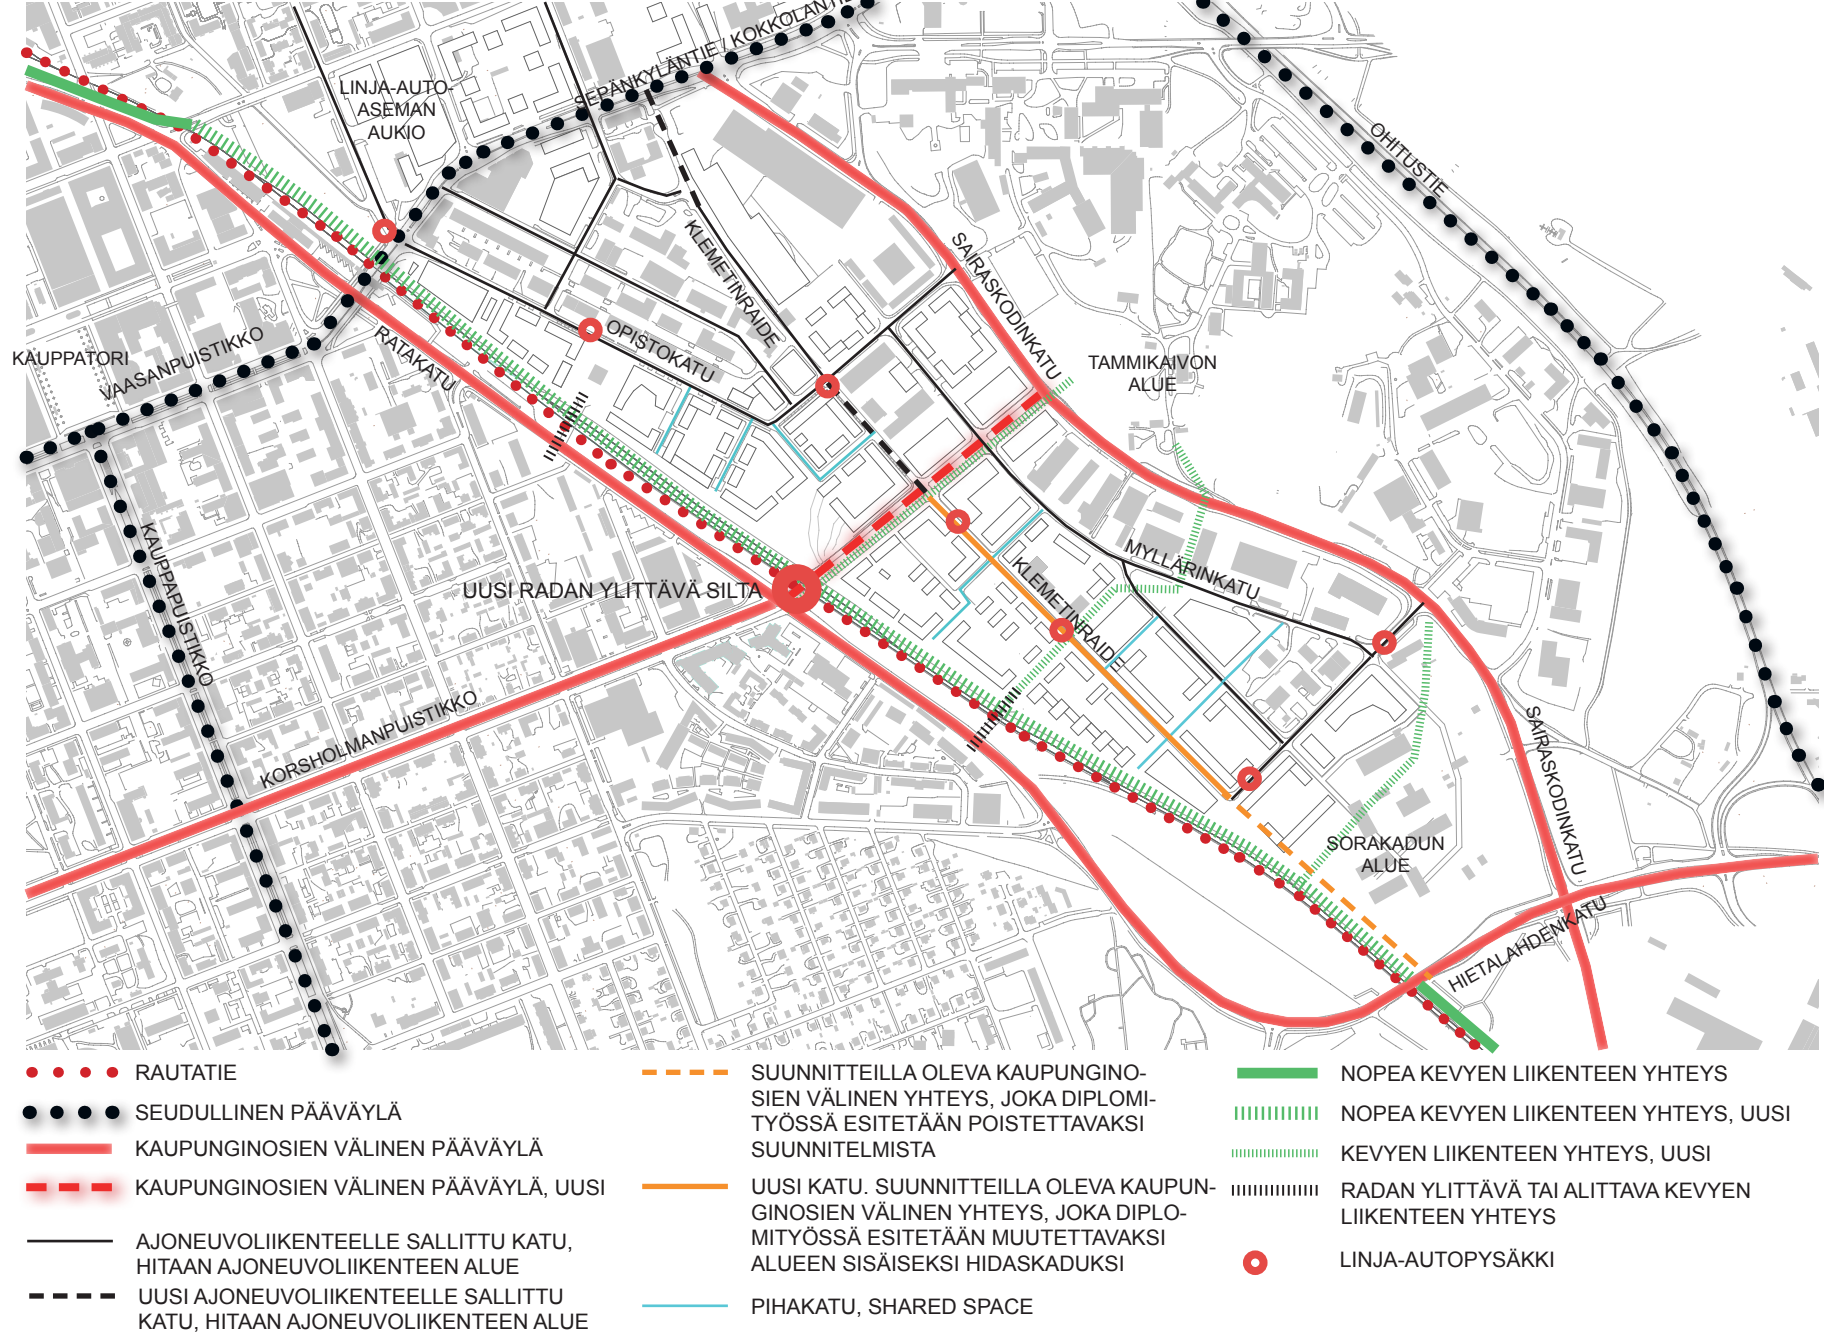 SEPÄNKYLÄNTIE / KOKKOLANTIE
LINJA-AUTO-
ASEMAN
AUKIO
OHITUSTIE
KLEMETINRAIDE
SAIRASKODINKATU
KAUPPATORI
VAASANPUISTIKKO
RATAKATU
OPISTOKATU
TAMMIKAIVON
ALUE
KAUPPAPUISTIKKO
UUSI RADAN YLITTÄVÄ SILTA
KLEMETINRAIDE
MYLLÄRINKATU
KORSHOLMANPUISTIKKO
SAIRASKODINKATU
SORAKADUN
ALUE
HIETALAHDENKATU
RAUTATIE
SEUDULLINEN PÄÄVÄYLÄ
KAUPUNGINOSIEN VÄLINEN PÄÄVÄYLÄ
KAUPUNGINOSIEN VÄLINEN PÄÄVÄYLÄ, UUSI
AJONEUVOLIIKENTEELLE SALLITTU KATU,
HITAAN AJONEUVOLIIKENTEEN ALUE
UUSI AJONEUVOLIIKENTEELLE SALLITTU
KATU, HITAAN AJONEUVOLIIKENTEEN ALUE
SUUNNITTEILLA OLEVA KAUPUNGINO-
SIEN VÄLINEN YHTEYS, JOKA DIPLOMI-
TYÖSSÄ ESITETÄÄN POISTETTAVAKSI
SUUNNITELMISTA
UUSI KATU. SUUNNITTEILLA OLEVA KAUPUN-
GINOSIEN VÄLINEN YHTEYS, JOKA DIPLO-
MITYÖSSÄ ESITETÄÄN MUUTETTAVAKSI
ALUEEN SISÄISEKSI HIDASKADUKSI
PIHAKATU, SHARED SPACE
NOPEA KEVYEN LIIKENTEEN YHTEYS
NOPEA KEVYEN LIIKENTEEN YHTEYS, UUSI
KEVYEN LIIKENTEEN YHTEYS, UUSI
RADAN YLITTÄVÄ TAI ALITTAVA KEVYEN
LIIKENTEEN YHTEYS
LINJA-AUTOPYSÄKKI